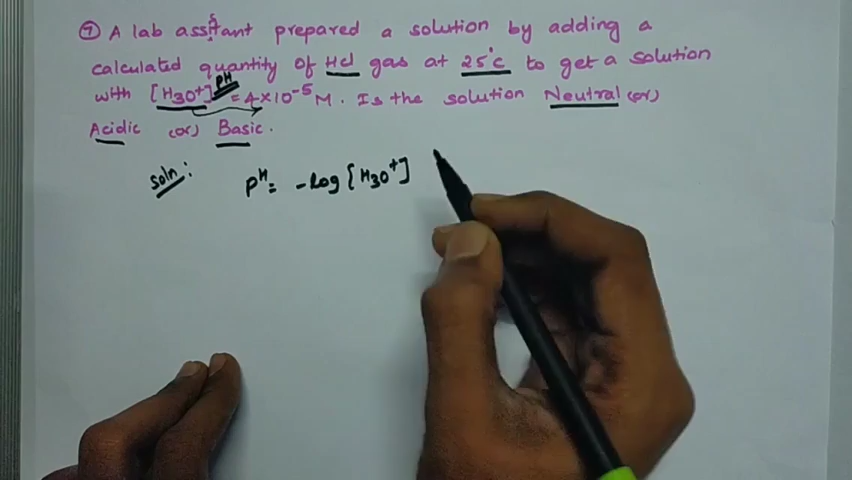 ⑦ A lab assistant prepared a solution by adding a
calculated quantity of HCl gas at 25°C to get a solution
with [H3O+] pH = 4×10-5 M. Is the solution Neutral (or)
Acidic (or) Basic.
Soln: pH = -Log [H3O+]